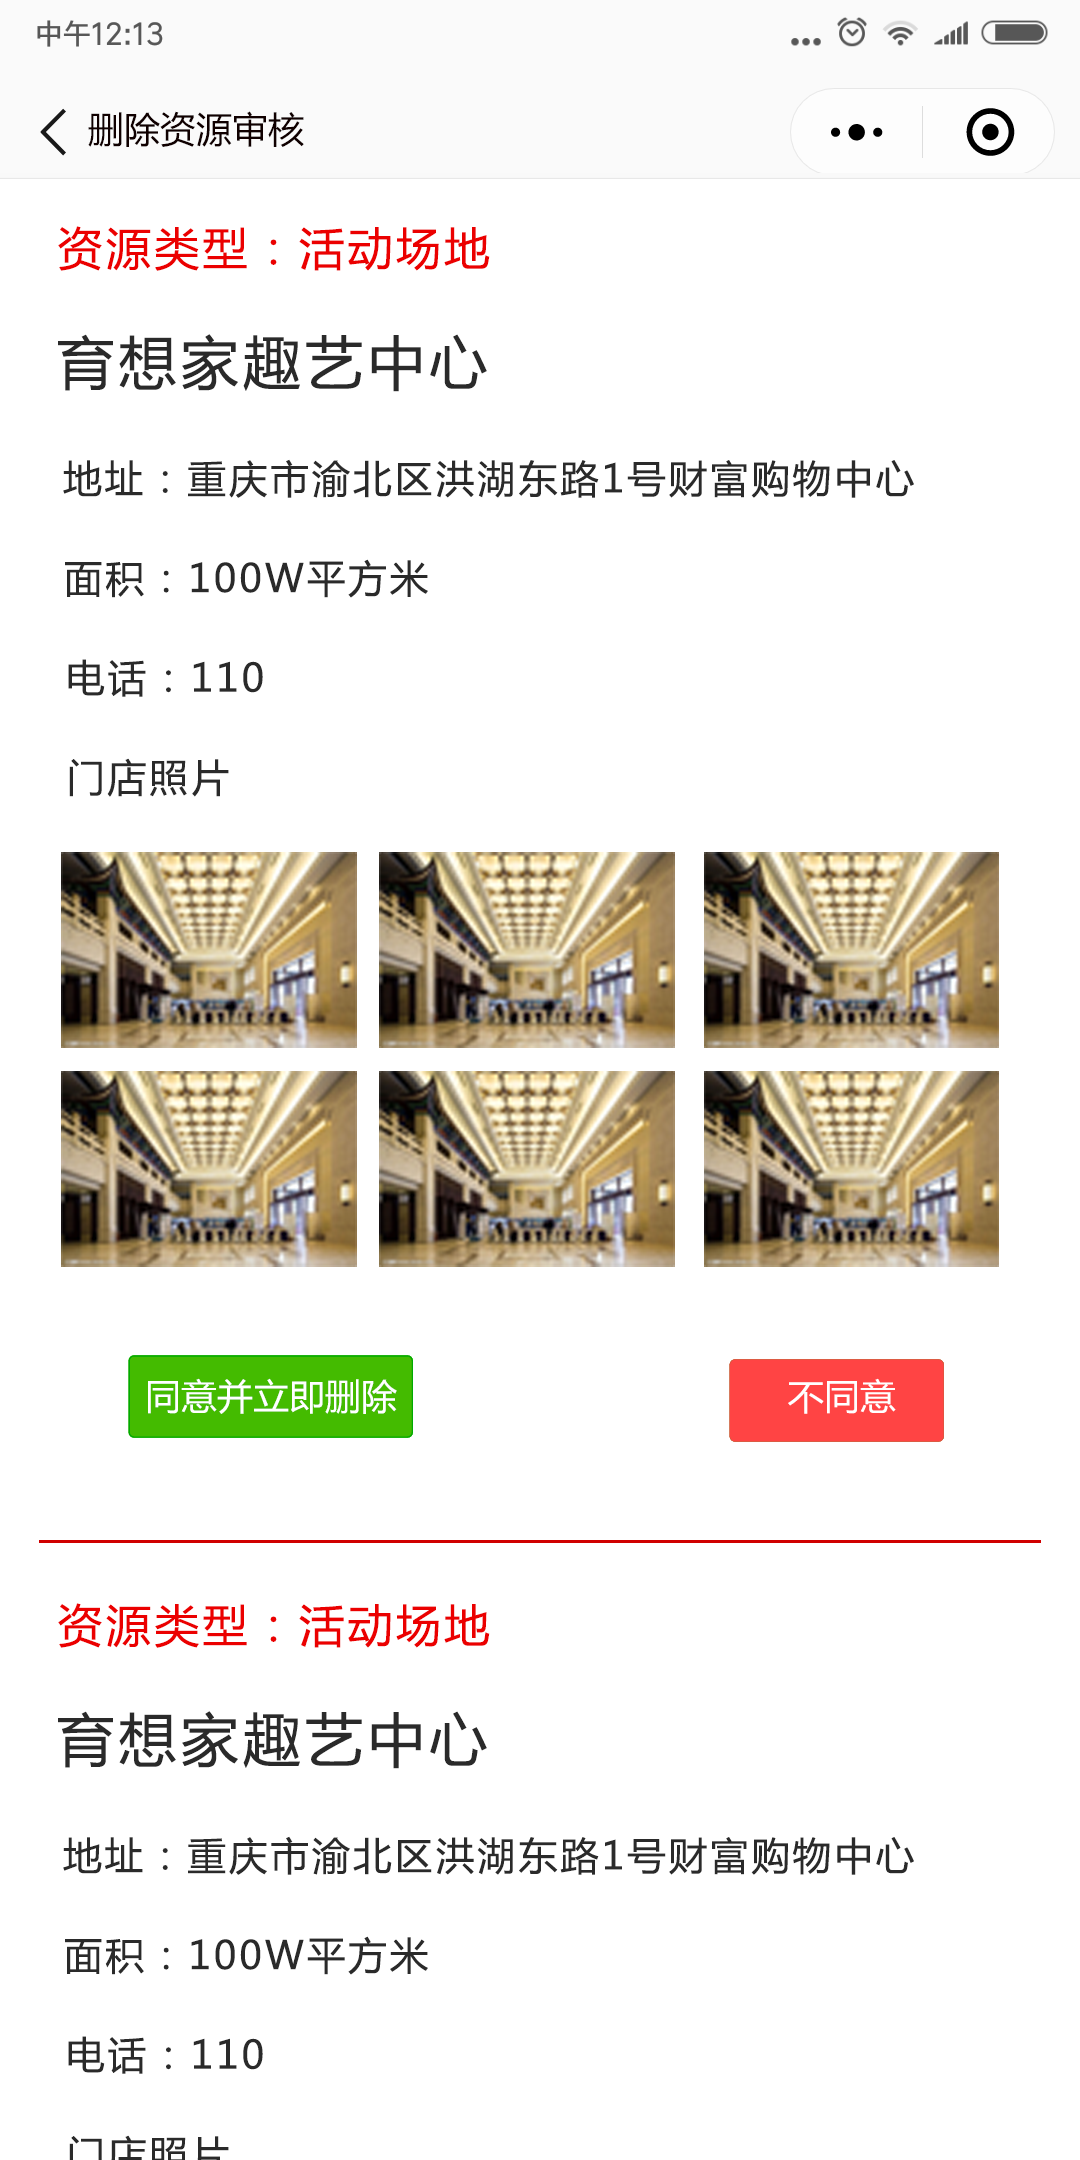 中午12:13
删除资源审核
资源类型：活动场地
育想家趣艺中心
地址：重庆市渝北区洪湖东路1号财富购物中心
面积：100W平方米
电话：110
门店照片
同意并立即删除
不同意
资源类型：活动场地
育想家趣艺中心
地址：重庆市渝北区洪湖东路1号财富购物中心
面积：100W平方米
电话：110
门店照片